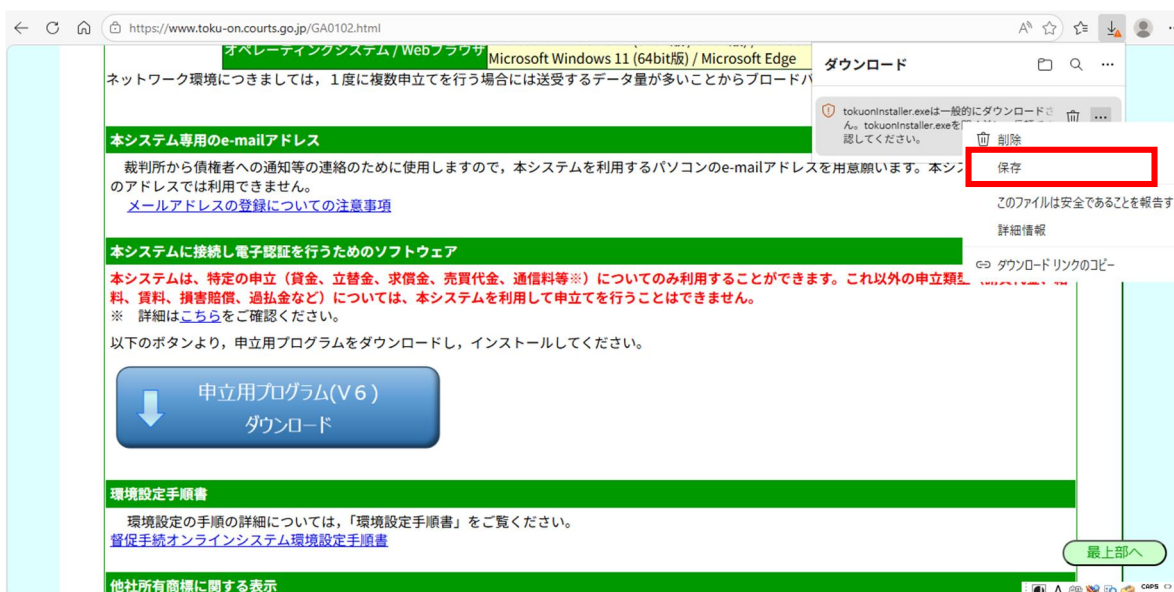 https://www.toku-on.courts.go.jp/GA0102.html
オペレーティングシステム / Webブラウザ
Microsoft Windows 11 (64bit版) / Microsoft Edge
ネットワーク環境につきましては，１度に複数申立てを行う場合には送受するデータ量が多いことからブロードバ
ダウンロード
tokuonInstaller.exeは一般的にダウンロードさ
ん。tokuonInstaller.exeを
認してください。
削除
保存
このファイルは安全であることを報告す
詳細情報
ダウンロード リンクのコピー
本システム専用のe-mailアドレス
裁判所から債権者への通知等の連絡のために使用しますので，本システムを利用するパソコンのe-mailアドレスを用意願います。本シス
のアドレスでは利用できません。
メールアドレスの登録についての注意事項
本システムに接続し電子認証を行うためのソフトウェア
本システムは、特定の申立（貸金、立替金、求償金、売買代金、通信料等※）についてのみ利用することができます。これ以外の申立類型
料、賃料、損害賠償、過払金など）については、本システムを利用して申立てを行うことはできません。
※　詳細はこちらをご確認ください。
以下のボタンより，申立用プログラムをダウンロードし，インストールしてください。
申立用プログラム(Ｖ６)
ダウンロード
環境設定手順書
環境設定の手順の詳細については，「環境設定手順書」をご覧ください。
督促手続オンラインシステム環境設定手順書
最上部へ
他社所有商標に関する表示
A
CAPS